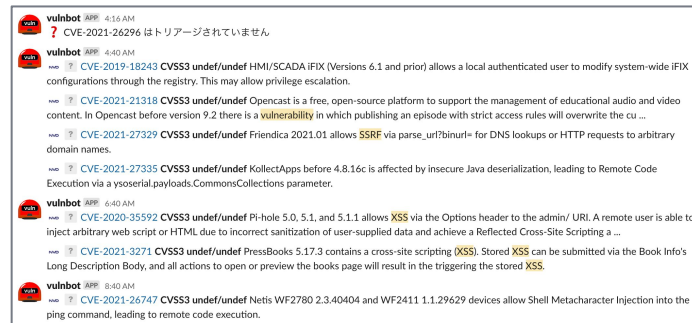 vuln
vulnbot APP 4:16 AM
❓ CVE-2021-26296 はトリアージされていません
vuln
vulnbot APP 4:40 AM
NVD ? CVE-2019-18243 CVSS3 undef/undef HMI/SCADA iFIX (Versions 6.1 and prior) allows a local authenticated user to modify system-wide iFIX
configurations through the registry. This may allow privilege escalation.
NVD ? CVE-2021-21318 CVSS3 undef/undef Opencast is a free, open-source platform to support the management of educational audio and video
content. In Opencast before version 9.2 there is a vulnerability in which publishing an episode with strict access rules will overwrite the cu ...
NVD ? CVE-2021-27329 CVSS3 undef/undef Friendica 2021.01 allows SSRF via parse_url?binurl= for DNS lookups or HTTP requests to arbitrary
domain names.
NVD ? CVE-2021-27335 CVSS3 undef/undef KollectApps before 4.8.16c is affected by insecure Java deserialization, leading to Remote Code
Execution via a ysoserial.payloads.CommonsCollections parameter.
vuln
vulnbot APP 6:40 AM
NVD ? CVE-2020-35592 CVSS3 undef/undef Pi-hole 5.0, 5.1, and 5.1.1 allows XSS via the Options header to the admin/ URI. A remote user is able to
inject arbitrary web script or HTML due to incorrect sanitization of user-supplied data and achieve a Reflected Cross-Site Scripting a ...
NVD ? CVE-2021-3271 CVSS3 undef/undef PressBooks 5.17.3 contains a cross-site scripting (XSS). Stored XSS can be submitted via the Book Info's
Long Description Body, and all actions to open or preview the books page will result in the triggering the stored XSS.
vuln
vulnbot APP 8:40 AM
NVD ? CVE-2021-26747 CVSS3 undef/undef Netis WF2780 2.3.40404 and WF2411 1.1.29629 devices allow Shell Metacharacter Injection into the
ping command, leading to remote code execution.